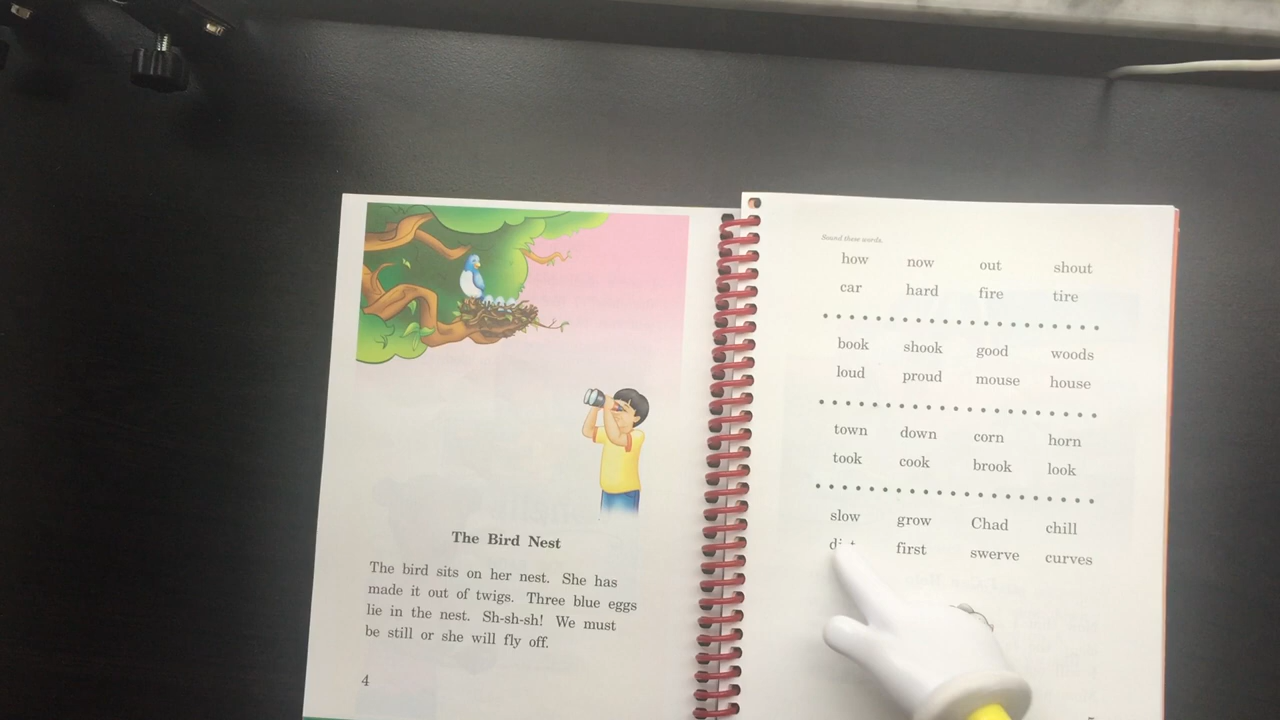 The Bird Nest
The bird sits on her nest. She has
made it out of twigs. Three blue eggs
lie in the nest. Sh-sh-sh! We must
be still or she will fly off.
4
Sound these words.
how now out shout
car hard fire tire
book shook good woods
loud proud mouse house
town down corn horn
took cook brook look
slow grow Chad chill
first swerve curves